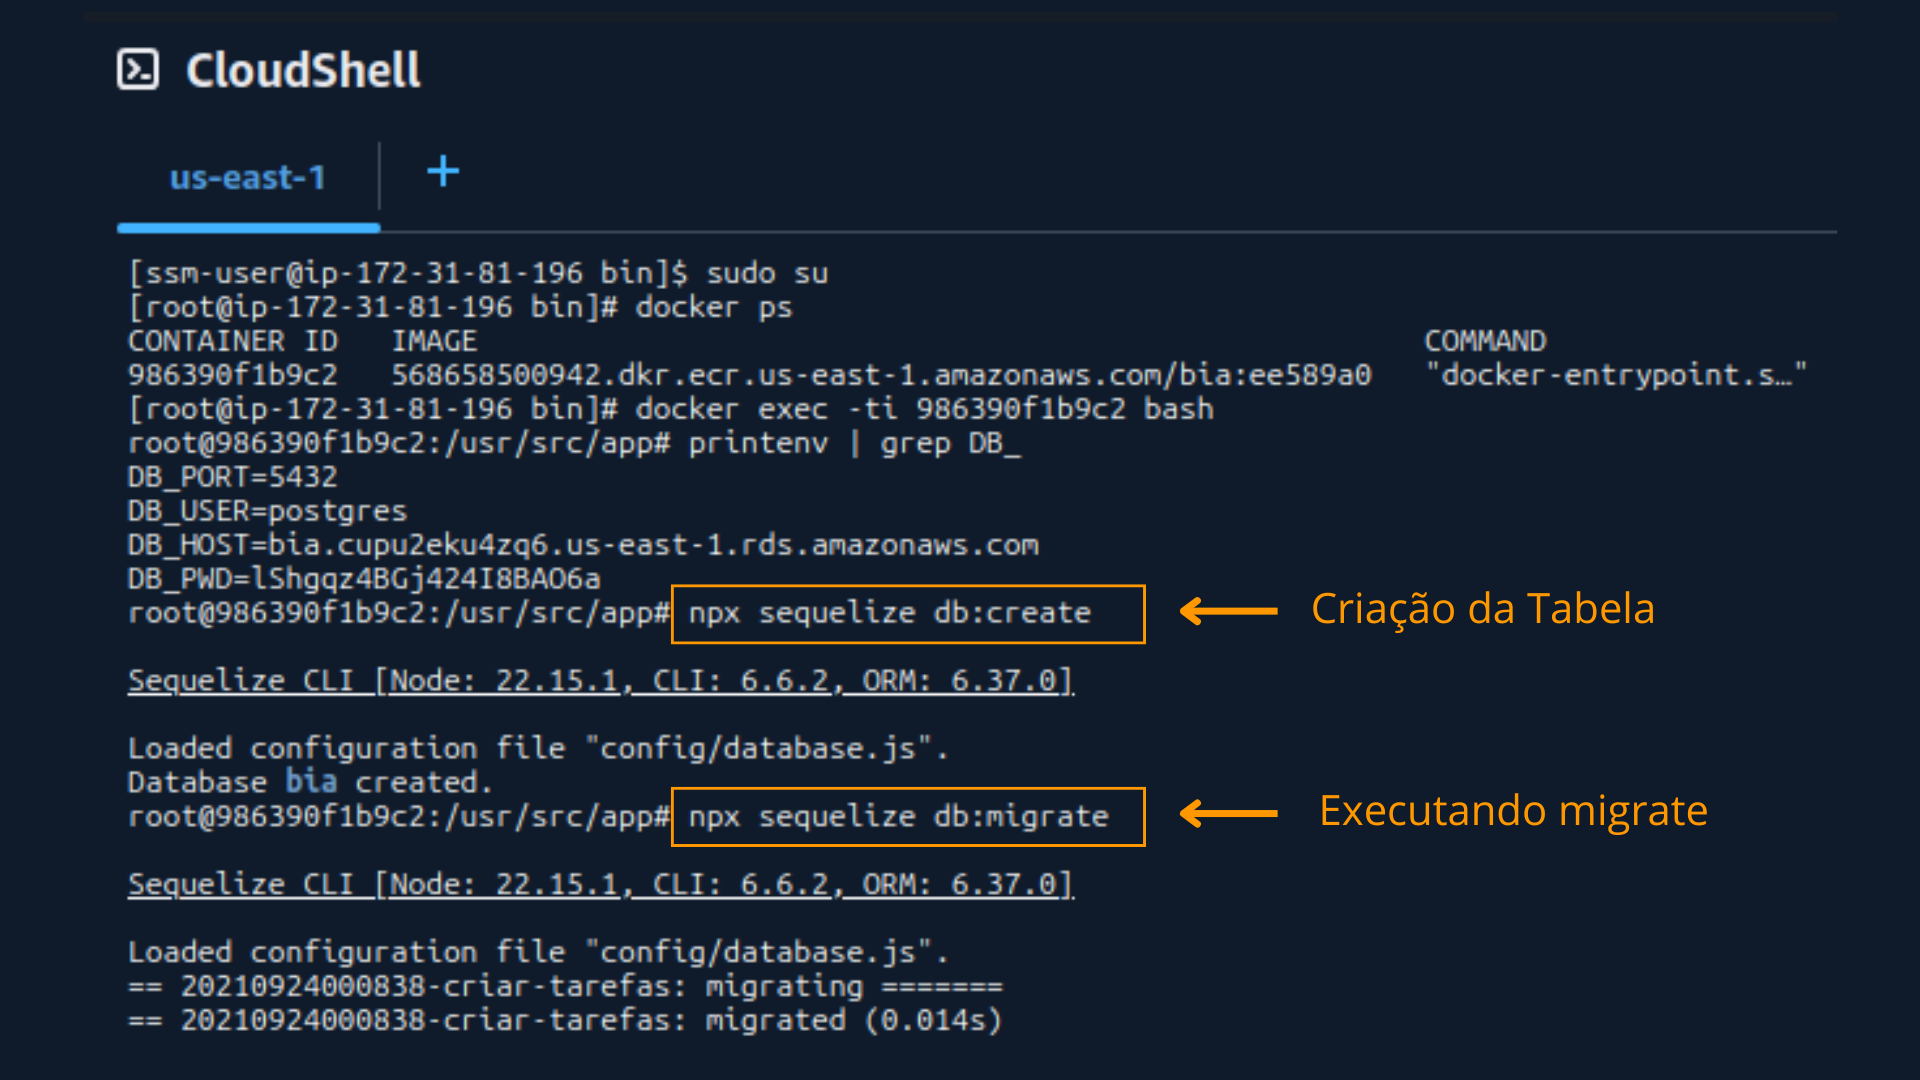 CloudShell
us-east-1
[ssm-user@ip-172-31-81-196 bin]$ sudo su
[root@ip-172-31-81-196 bin]# docker ps
CONTAINER ID IMAGE COMMAND
986390f1b9c2 568658500942.dkr.ecr.us-east-1.amazonaws.com/bia:ee589a0 "docker-entrypoint.s…"
[root@ip-172-31-81-196 bin]# docker exec -ti 986390f1b9c2 bash
root@986390f1b9c2:/usr/src/app# printenv | grep DB_
DB_PORT=5432
DB_USER=postgres
DB_HOST=bia.cupu2eku4zq6.us-east-1.rds.amazonaws.com
DB_PWD=lShgqz4BGj424I8BAO6a
root@986390f1b9c2:/usr/src/app# npx sequelize db:create
Criação da Tabela
Sequelize CLI [Node: 22.15.1, CLI: 6.6.2, ORM: 6.37.0]
Loaded configuration file "config/database.js".
Database bia created.
root@986390f1b9c2:/usr/src/app# npx sequelize db:migrate
Executando migrate
Sequelize CLI [Node: 22.15.1, CLI: 6.6.2, ORM: 6.37.0]
Loaded configuration file "config/database.js".
== 20210924000838-criar-tarefas: migrating =======
== 20210924000838-criar-tarefas: migrated (0.014s)